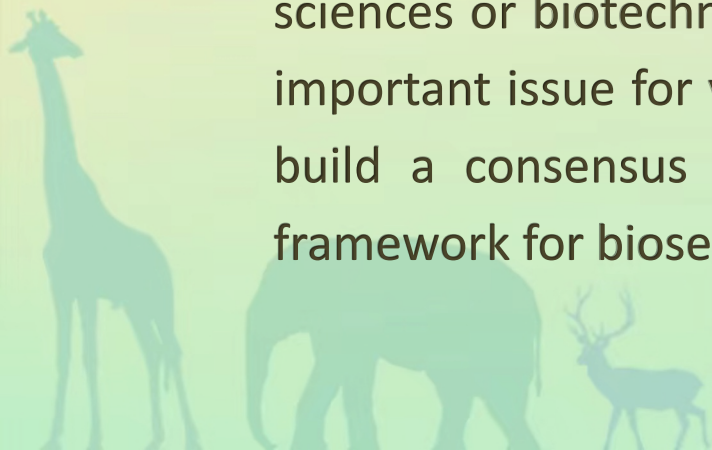 sciences or
important issue for
build a consensus
framework for